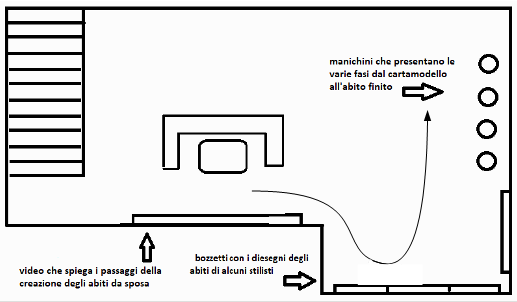 manichini che presentano le
varie fasi dal cartamodello
all'abito finito
bozzetti con i diesegni degli
abiti di alcuni stilisti
video che spiega i passaggi della
creazione degli abiti da sposa